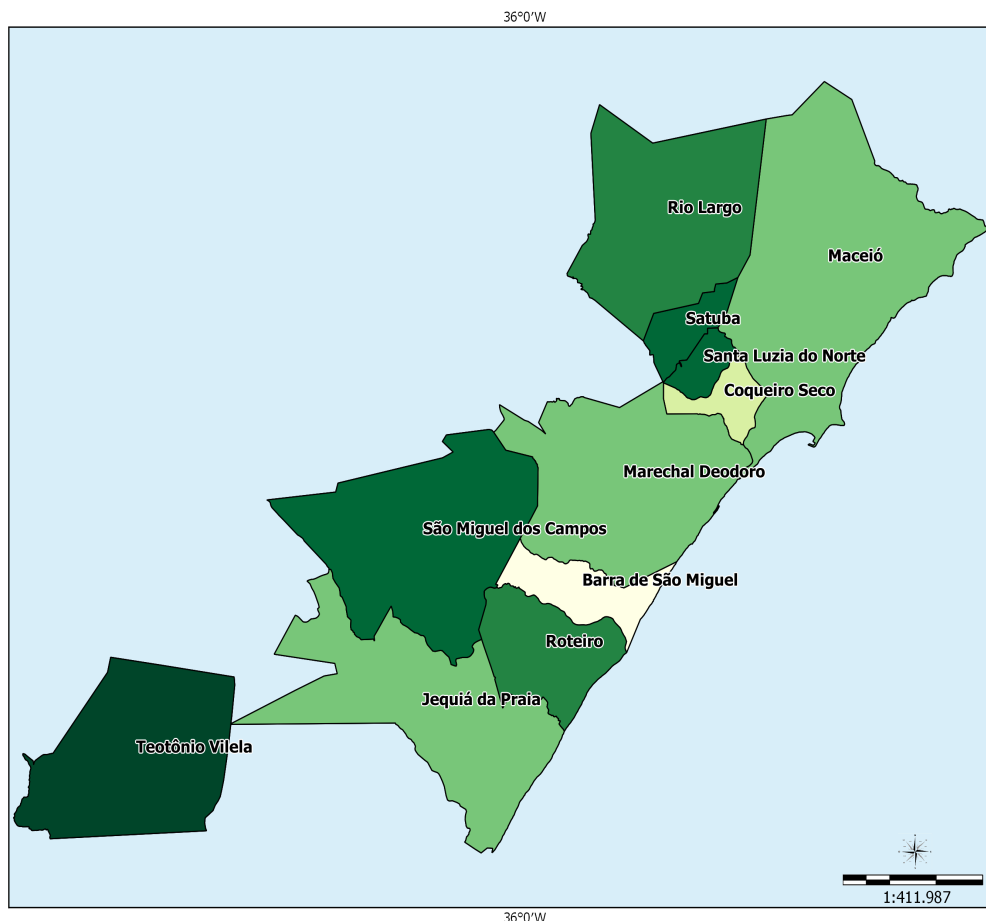 36°0'W
Rio Largo
Maceió
Satuba
Santa Luzia do Norte
Coqueiro Seco
Marechal Deodoro
São Miguel dos Campos
Barra de São Miguel
Roteiro
Jequiá da Praia
Teotônio Vilela
1:411.987
36°0'W